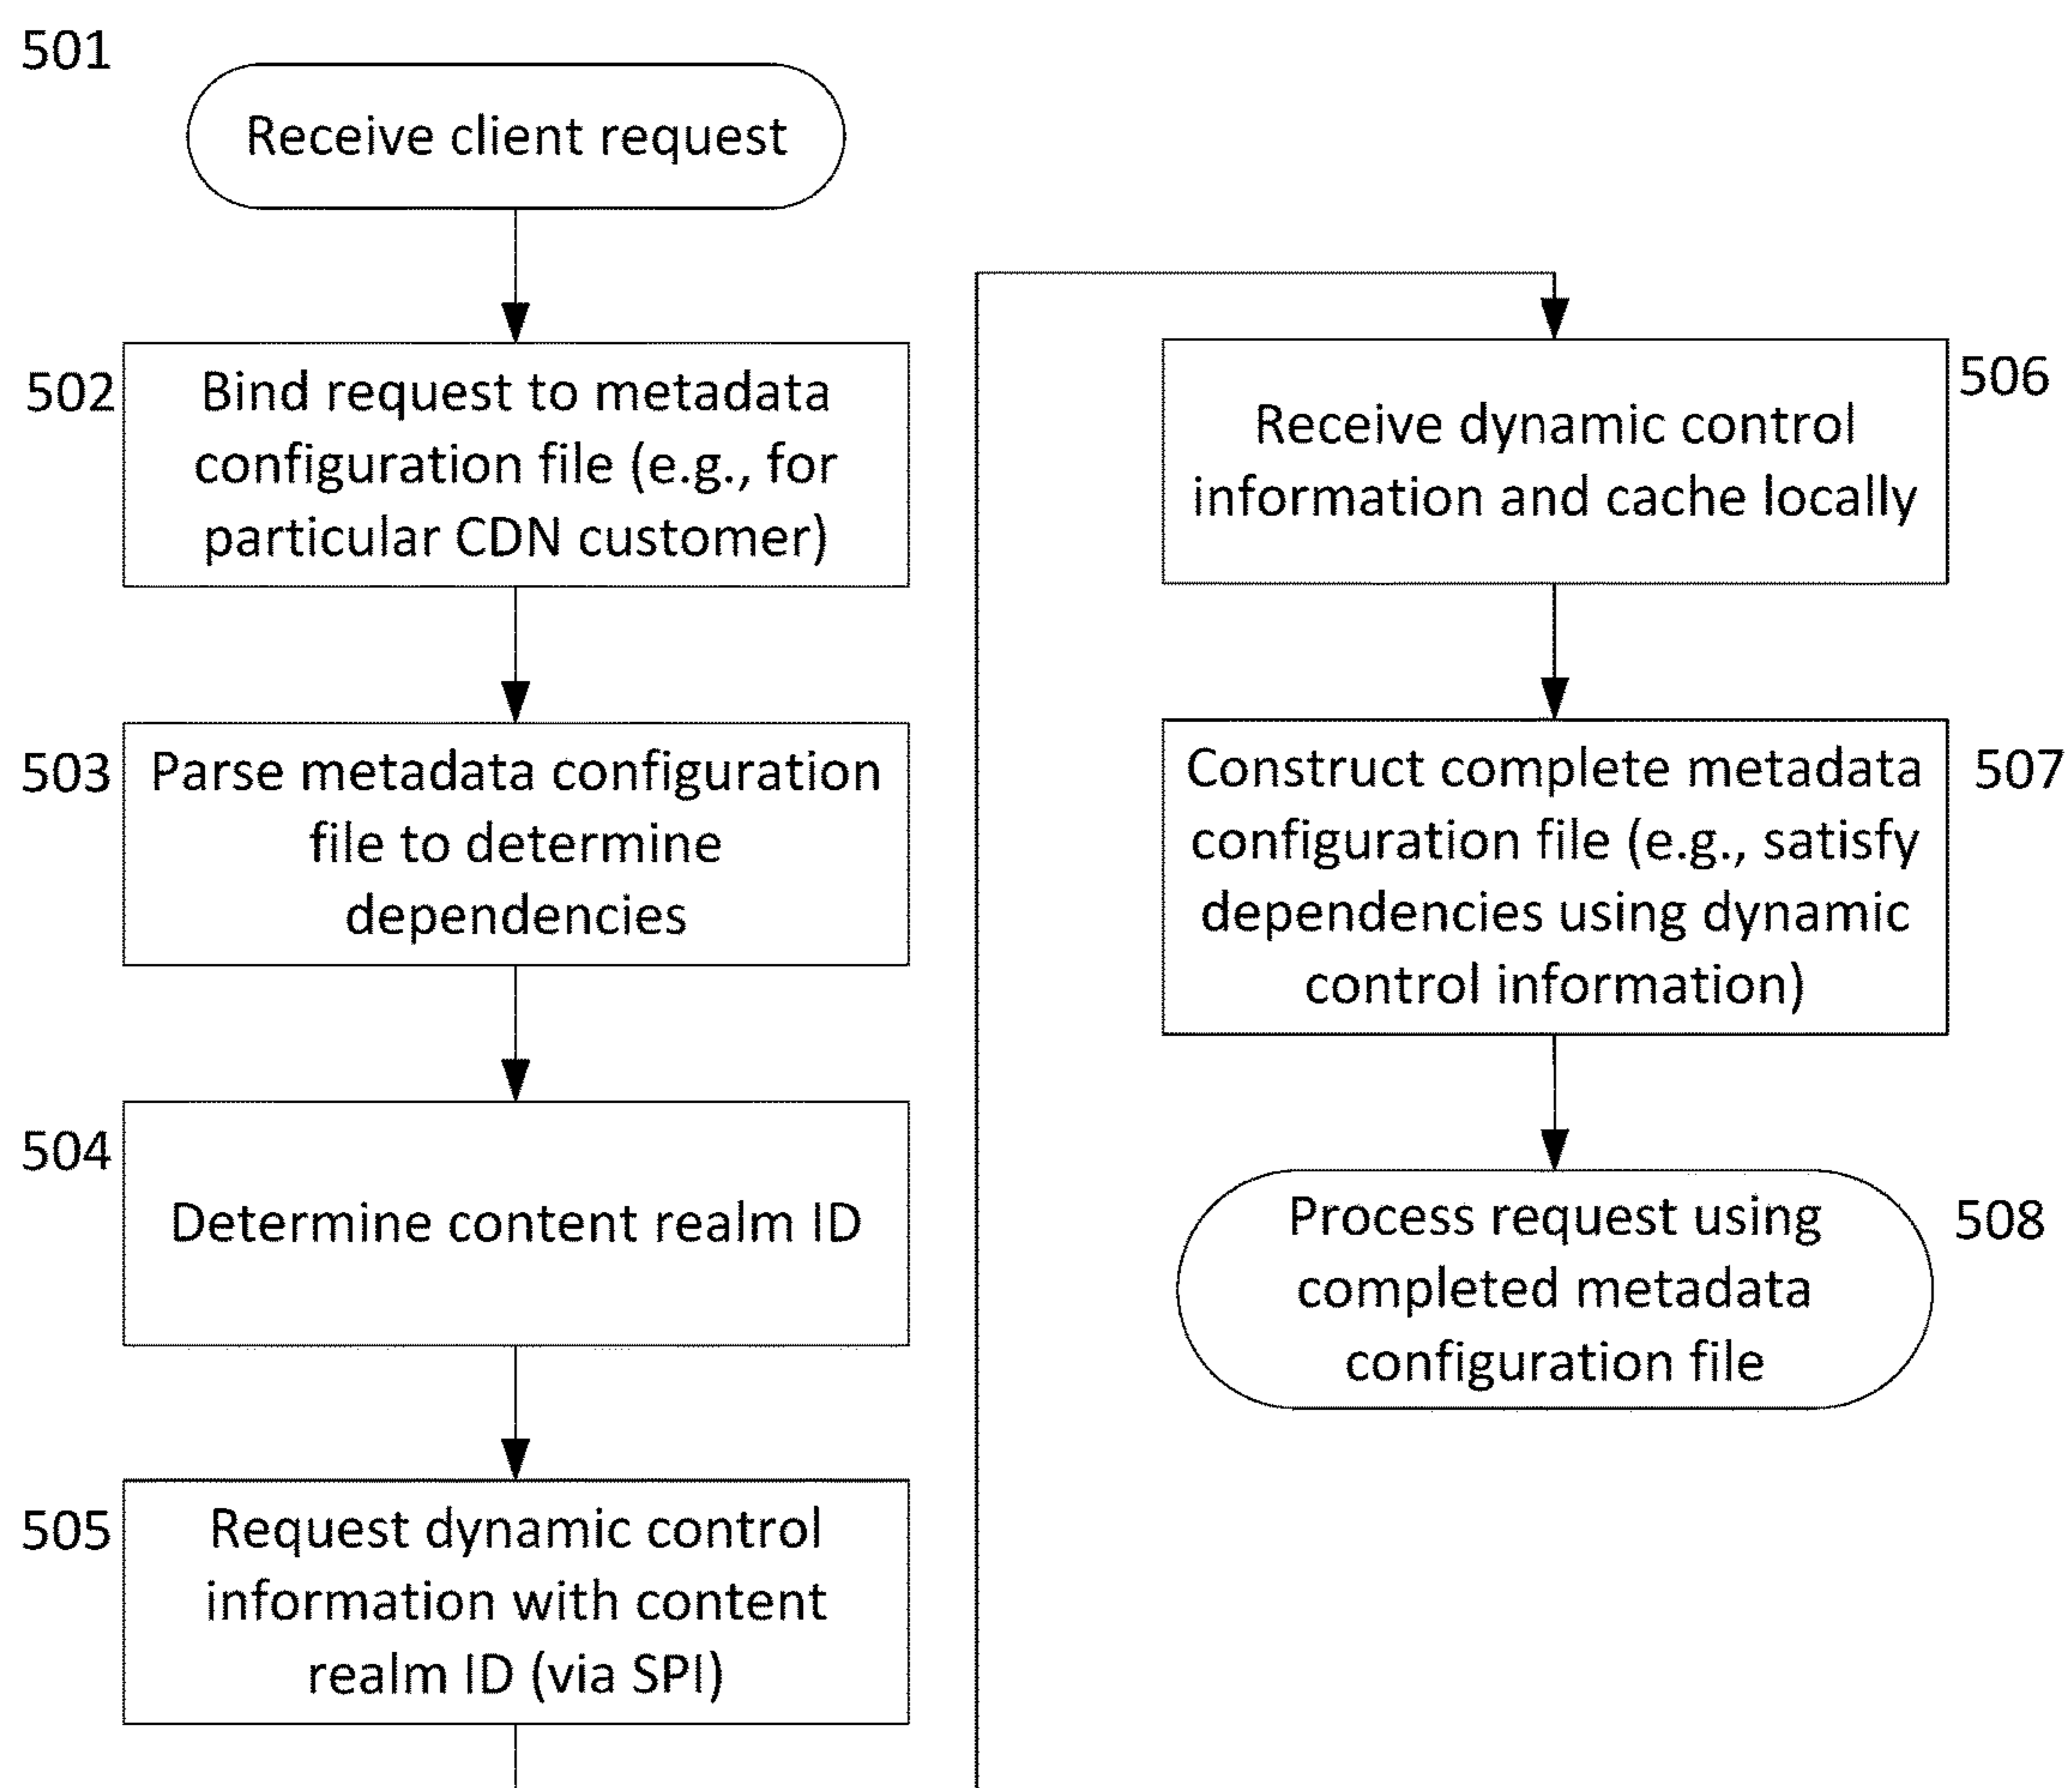 501
Receive client request
502
Bind request to metadata
configuration file (e.g., for
particular CDN customer)
503
Parse metadata configuration
file to determine
dependencies
504
Determine content realm ID
505
Request dynamic control
information with content
realm ID (via SPI)
506
Receive dynamic control
information and cache locally
507
Construct complete metadata
configuration file (e.g., satisfy
dependencies using dynamic
control information)
508
Process request using
completed metadata
configuration file